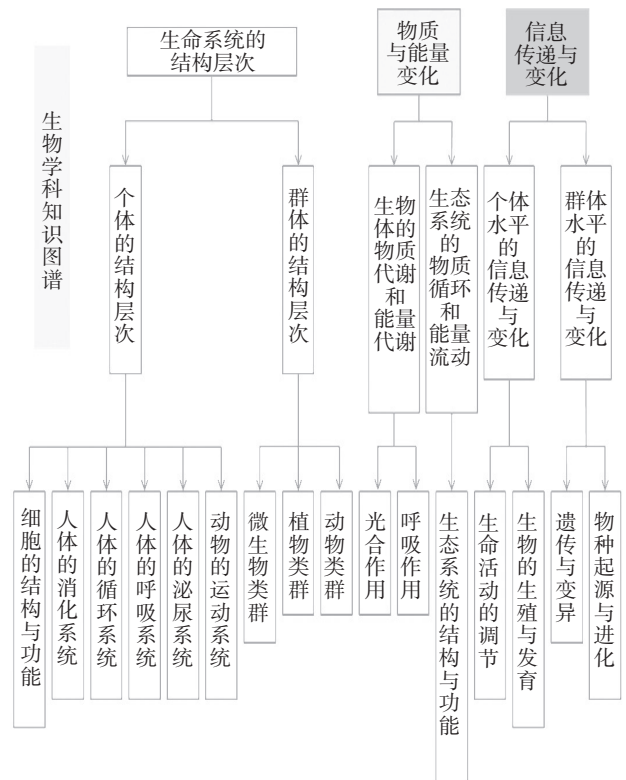 生物学科知识图谱
生命系统的
结构层次
物质
与能量
变化
信息
传递与
变化
个体的结构层次
群体的结构层次
生物
体的
物质
代谢
和
能量
代谢
生态
系统
的
物质
循环
和
能量
流动
个体
水平
的
信息
传递
与
变化
群体
水平
的
信息
传递
与
变化
细胞的结构与功能
人体的消化系统
人体的循环系统
人体的呼吸系统
人体的泌尿系统
动物的运动系统
微生物类群
植物类群
动物类群
光合作用
呼吸作用
生态系统的结构与功能
生命活动的调节
生物的生殖与发育
遗传与变异
物种起源与进化